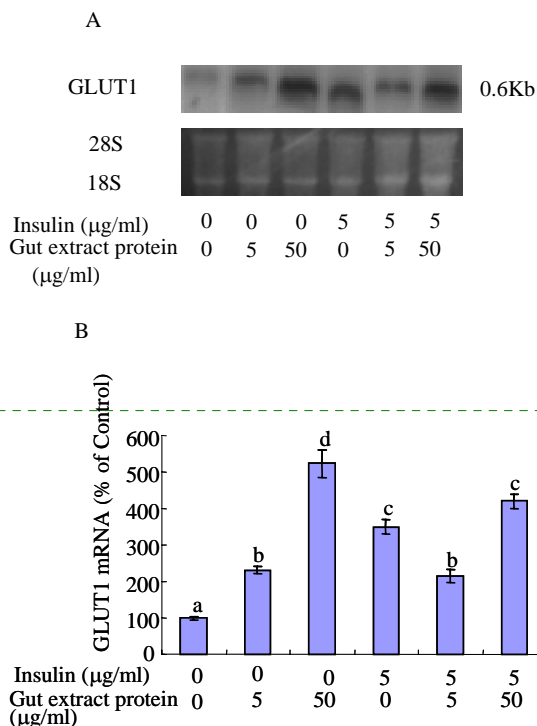 A
GLUT1 0.6Kb
28S
18S
Insulin (μg/ml) 0 0 0 5 5 5
Gut extract protein 0 5 50 0 5 50
(μg/ml)
B
GLUT1 mRNA (% of Control)
600
500
400
300
200
100
0
a b d c b c
Insulin (μg/ml) 0 0 0 5 5 5
Gut extract protein 0 5 50 0 5 50
(μg/ml)